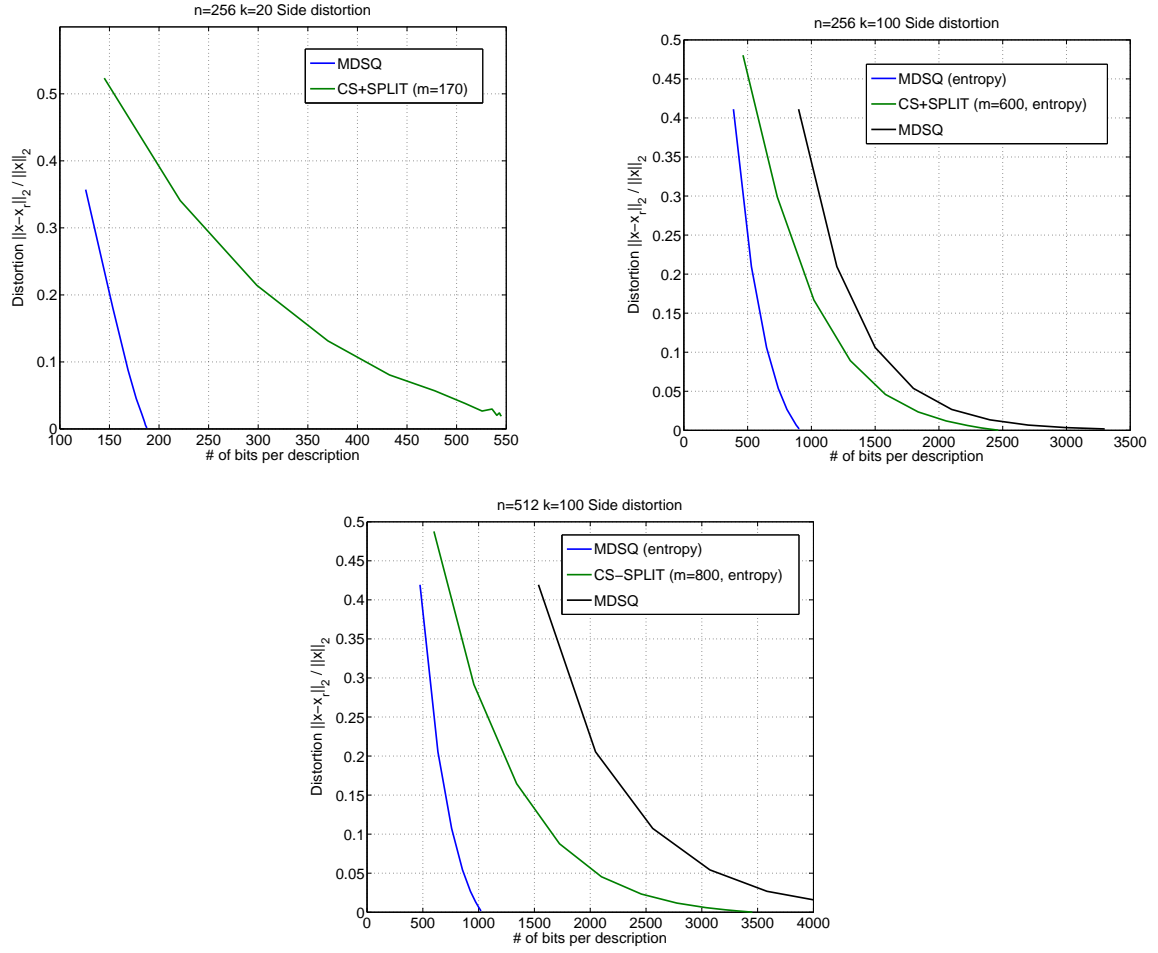 n=256 k=20 Side distortion
MDSQ
CS+SPLIT (m=170)
Distortion ||x−x_r||_2 / ||x||_2
0.5
0.4
0.3
0.2
0.1
0
100 150 200 250 300 350 400 450 500 550
# of bits per description
n=256 k=100 Side distortion
MDSQ (entropy)
CS+SPLIT (m=600, entropy)
MDSQ
Distortion ||x−x_r||_2 / ||x||_2
0.5
0.45
0.4
0.35
0.3
0.25
0.2
0.15
0.1
0.05
0
0 500 1000 1500 2000 2500 3000 3500
# of bits per description
n=512 k=100 Side distortion
MDSQ (entropy)
CS−SPLIT (m=800, entropy)
MDSQ
Distortion ||x−x_r||_2 / ||x||_2
0.5
0.45
0.4
0.35
0.3
0.25
0.2
0.15
0.1
0.05
0
0 500 1000 1500 2000 2500 3000 3500 4000
# of bits per description